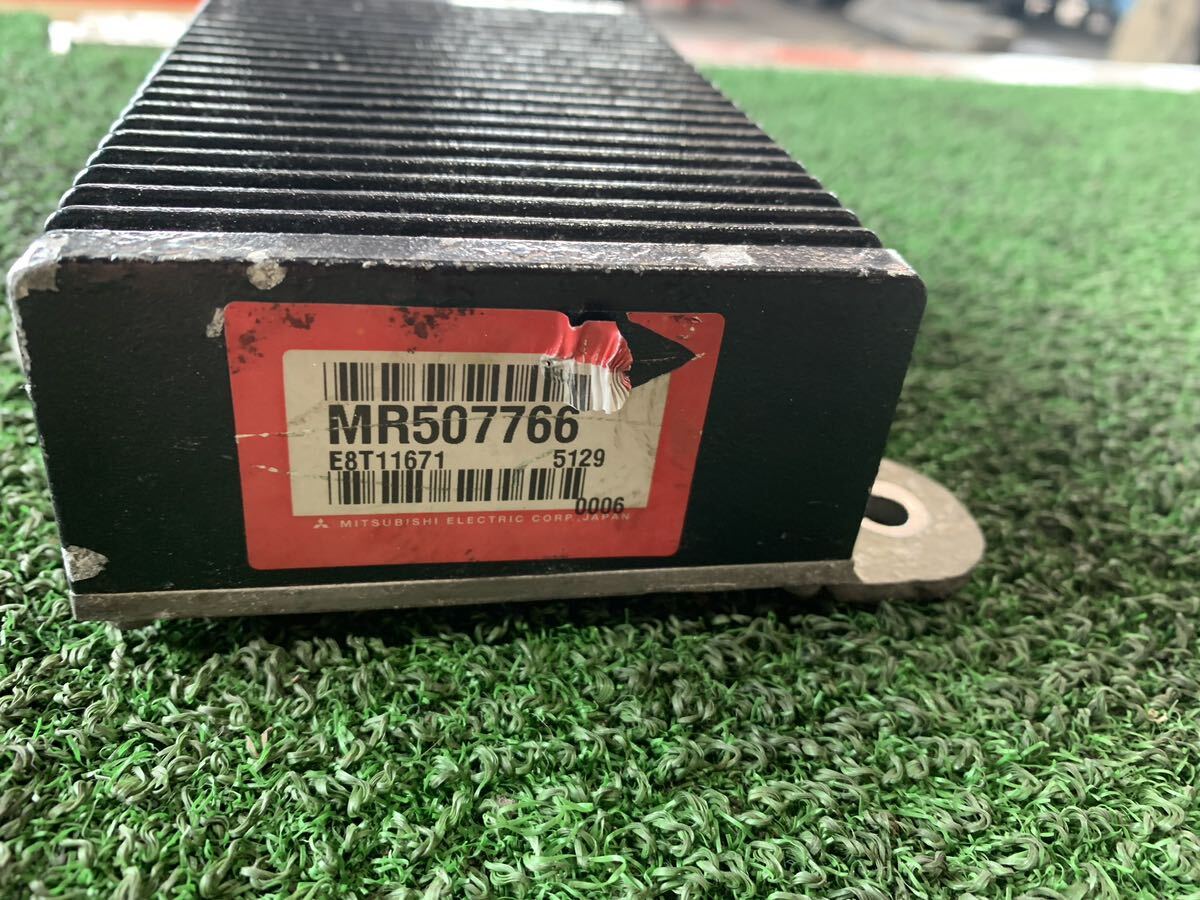 MR507766
E8T11671 5129
0006
MITSUBISHI ELECTRIC CORP. JAPAN